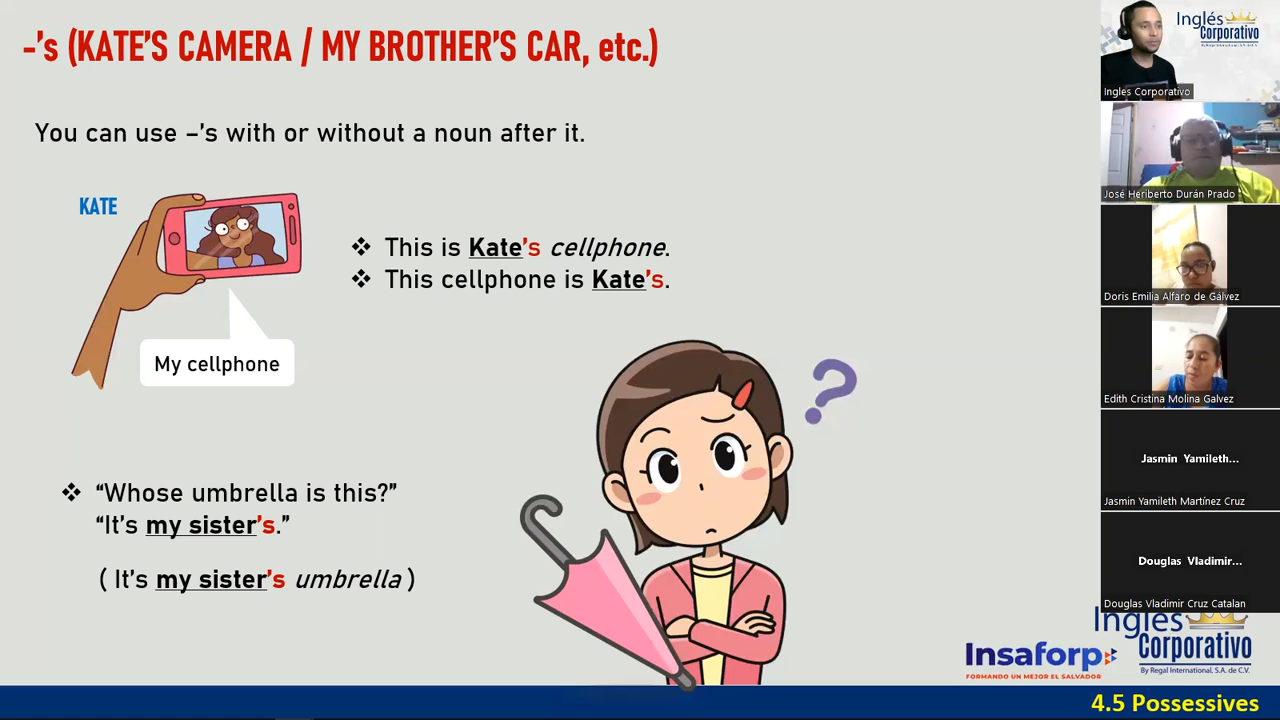 -’s (KATE’S CAMERA / MY BROTHER’S CAR, etc.)
You can use –’s with or without a noun after it.
KATE
My cellphone
❖ This is Kate’s cellphone.
❖ This cellphone is Kate’s.
?
❖ “Whose umbrella is this?”
“It’s my sister’s.”
( It’s my sister’s umbrella )
Inglés
Corporativo
By Regal International, S.A. de C.V.
Ingles Corporativo
José Heriberto Durán Prado
Doris Emilia Alfaro de Gálvez
Edith Cristina Molina Galvez
Jasmin Yamileth...
Jasmin Yamileth Martínez Cruz
Douglas Vladimir...
Douglas Vladimir Cruz Catalan
Insaforp
FORMANDO UN MEJOR EL SALVADOR
Inglés
Corporativo
By Regal International, S.A. de C.V.
4.5 Possessives